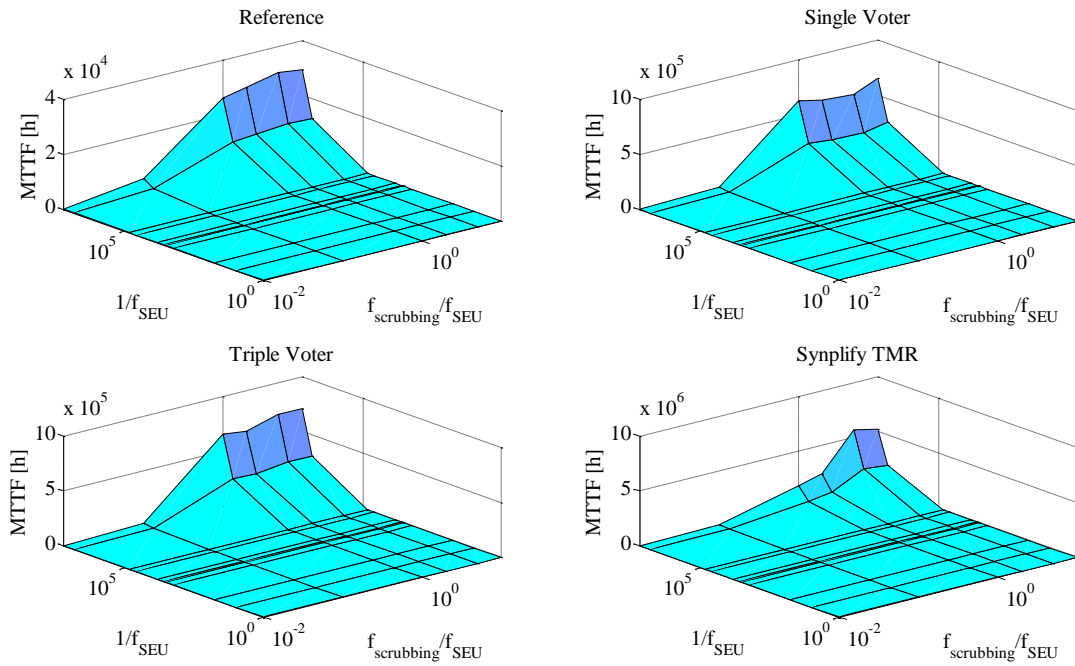 Reference
x 10^4
4
2
0
MTTF [h]
10^5
10^0
1/f_SEU
10^-2
10^0
f_scrubbing/f_SEU
Single Voter
x 10^5
10
5
0
MTTF [h]
10^5
10^0
1/f_SEU
10^-2
10^0
f_scrubbing/f_SEU
Triple Voter
x 10^5
10
5
0
MTTF [h]
10^5
10^0
1/f_SEU
10^-2
10^0
f_scrubbing/f_SEU
Synplify TMR
x 10^6
10
5
0
MTTF [h]
10^5
10^0
1/f_SEU
10^-2
10^0
f_scrubbing/f_SEU